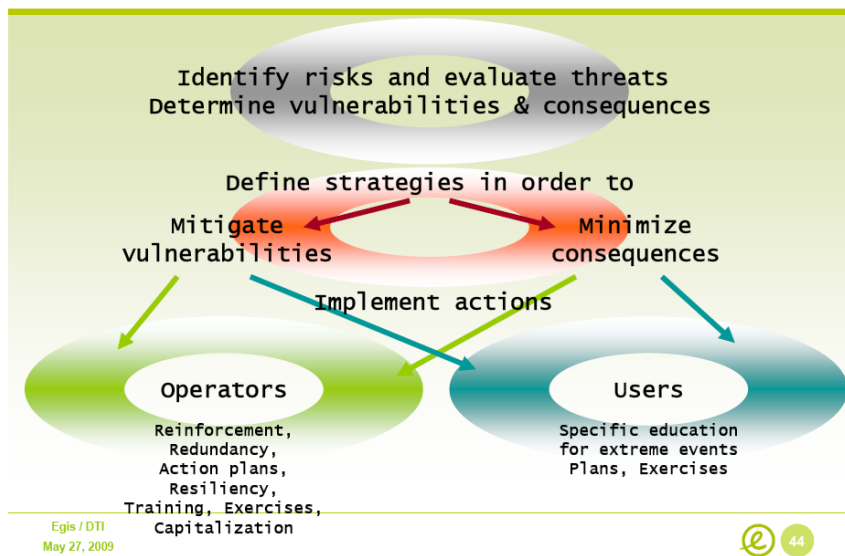 Identify risks and evaluate threats
Determine vulnerabilities & consequences
Define strategies in order to
Mitigate
vulnerabilities
Minimize
consequences
Implement actions
Operators
Reinforcement,
Redundancy,
Action plans,
Resiliency,
Training, Exercises,
Capitalization
Users
Specific education
for extreme events
Plans, Exercises
Egis / DTI
May 27, 2009
e
44